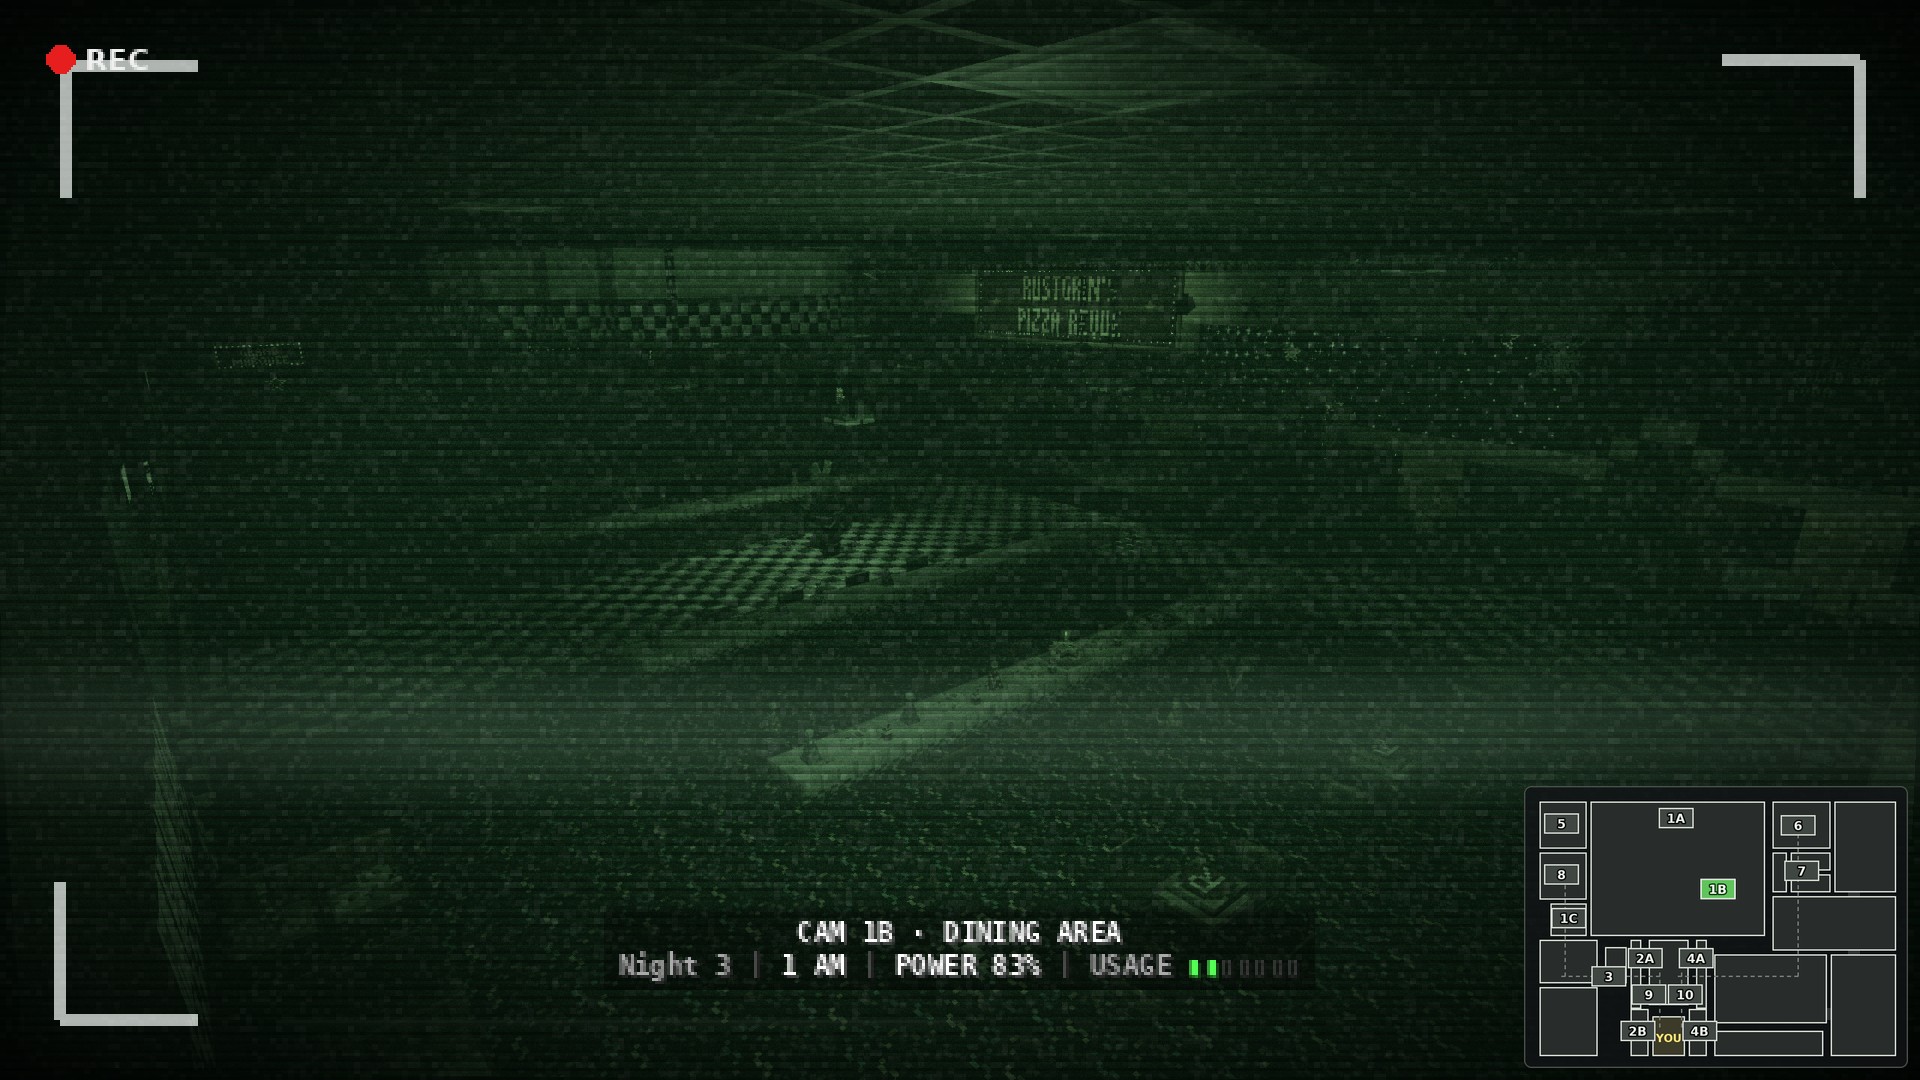 REC
PIZZA
CAM 1B · DINING AREA
Night 3 | 1 AM | POWER 83% | USAGE
5
1A
6
8
7
1B
1C
2A
4A
3
9
10
2B
YOU
4B